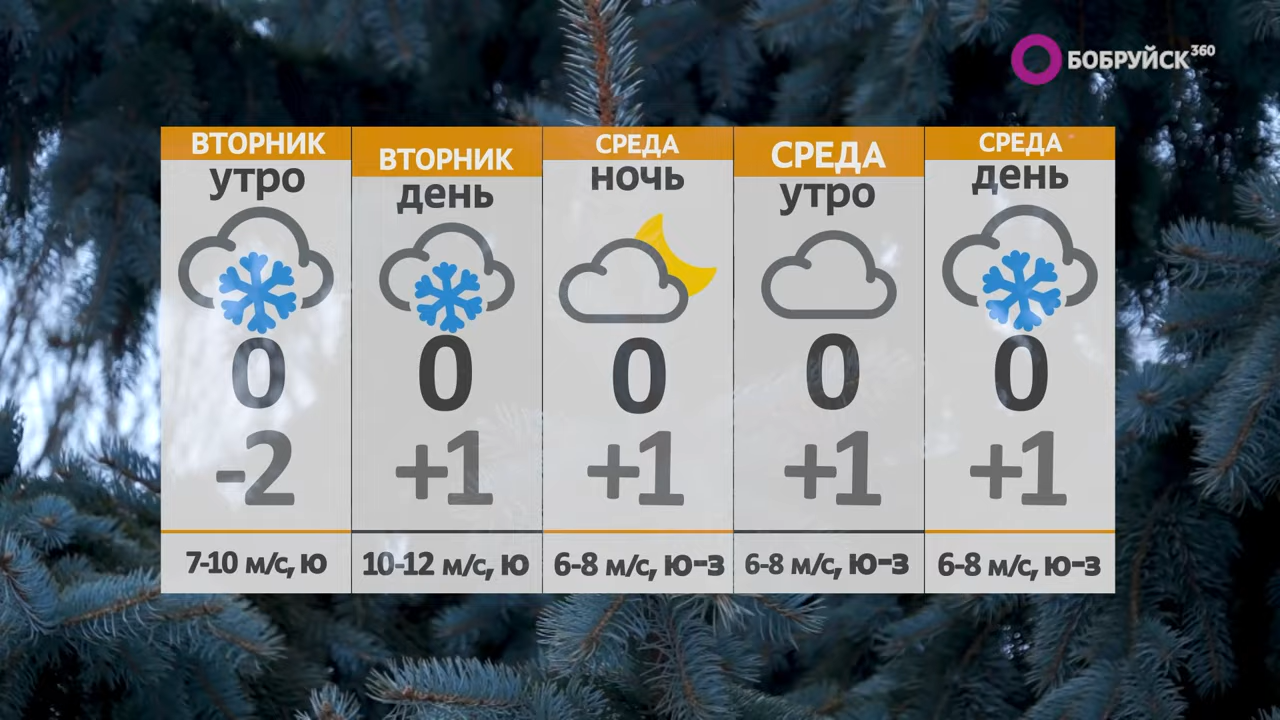 БОБРУЙСК360
ВТОРНИК
утро
0
-2
7-10 м/с, Ю
ВТОРНИК
день
0
+1
10-12 м/с, Ю
СРЕДА
ночь
0
+1
6-8 м/с, Ю-З
СРЕДА
утро
0
+1
6-8 м/с, Ю-З
СРЕДА
день
0
+1
6-8 м/с, Ю-З